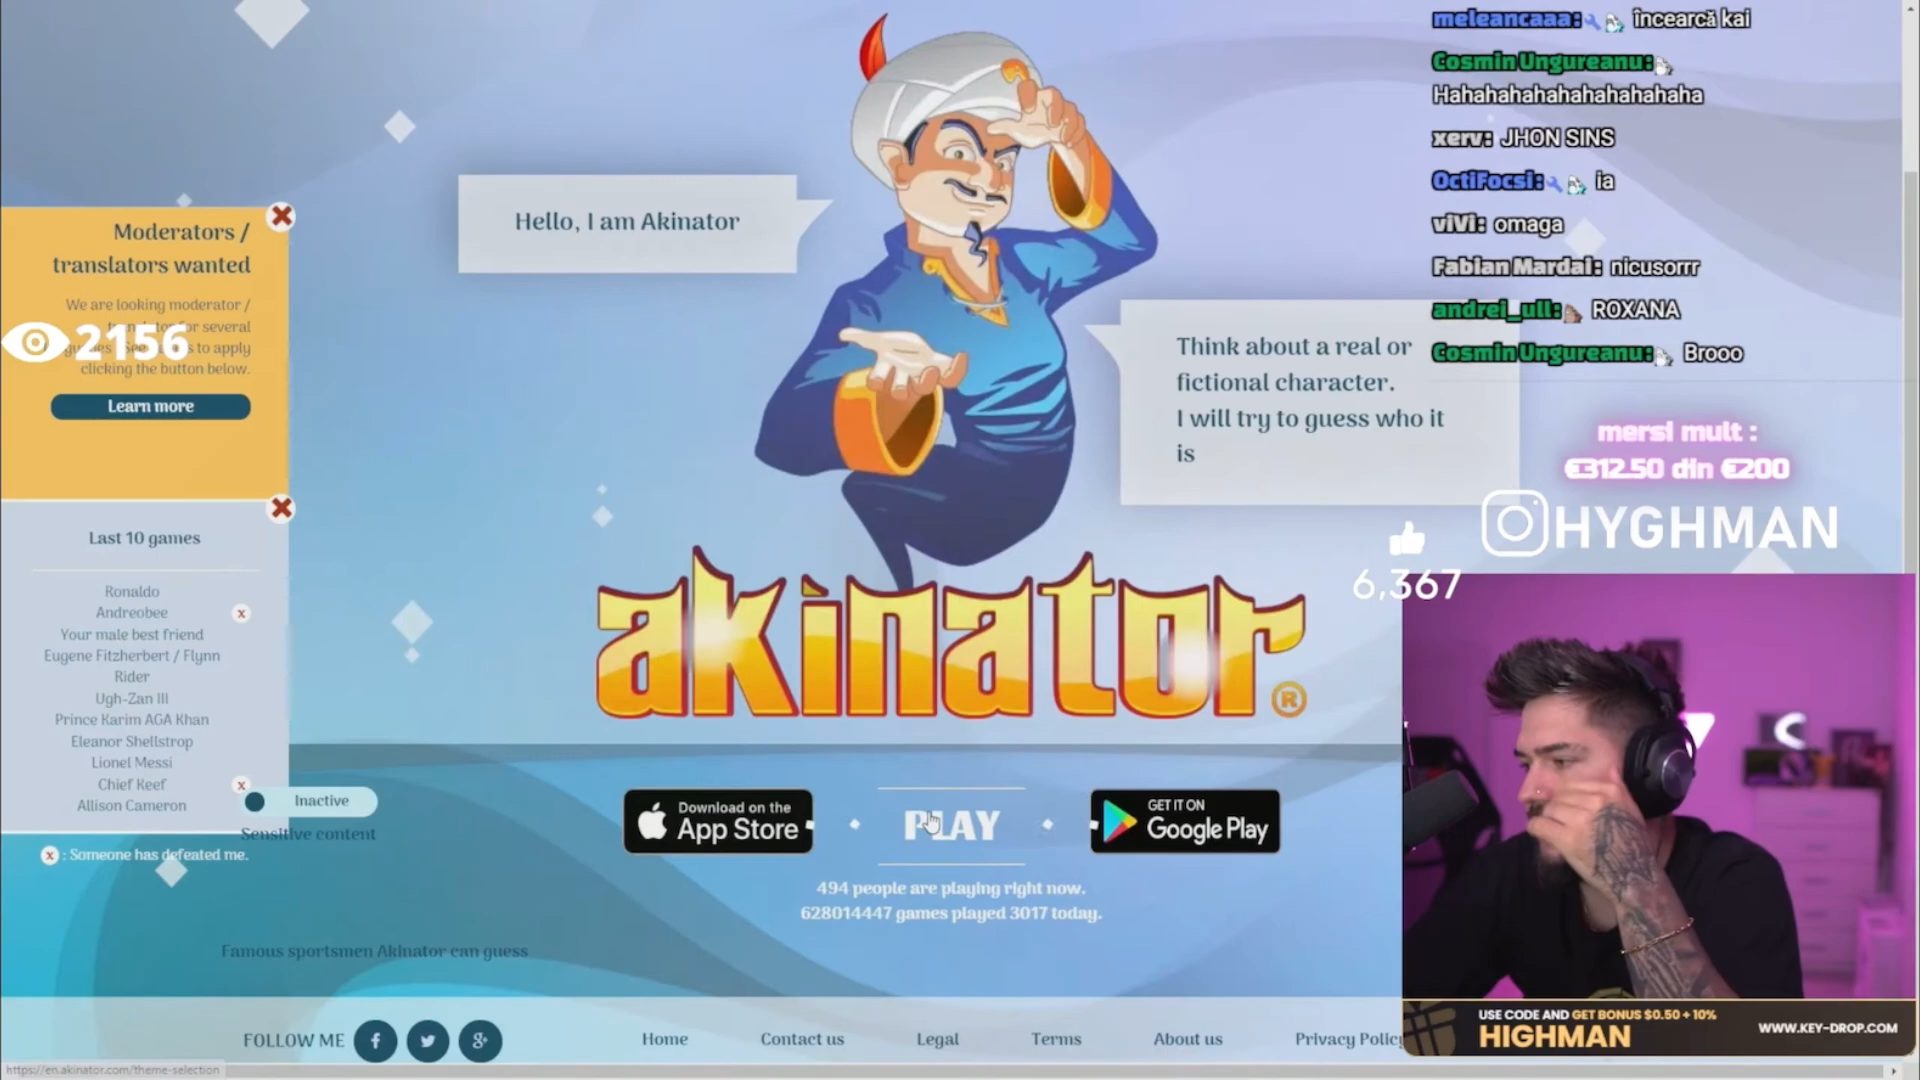 meleancaaa: încearcă kai
Cosmin Ungureanu:
Hahahahahahahahahaha
xerv: JHON SINS
OctiFocsi: ia
viVi: omaga
Fabian Mardai: nicusorrr
andrei_ull: ROXANA
Cosmin Ungureanu: Brooo
Hello, I am Akinator
Think about a real or
fictional character.
I will try to guess who it
is
Moderators /
translators wanted
We are looking moderator /
for several
to apply
clicking the button below.
2156
Learn more
Last 10 games
Ronaldo
Andreobee
x
Your male best friend
Eugene Fitzherbert / Flynn
Rider
Ugh-Zan III
Prince Karim AGA Khan
Eleanor Shellstrop
Lionel Messi
Chief Keef
x
Allison Cameron
Inactive
Sensitive content
x : Someone has defeated me.
mersi mult :
€312.50 din €200
HYGHMAN
6,367
akinator®
Download on the
App Store
PLAY
GET IT ON
Google Play
494 people are playing right now.
628014447 games played 3017 today.
Famous sportsmen Akinator can guess
FOLLOW ME
Home
Contact us
Legal
Terms
About us
Privacy Policy
USE CODE AND GET BONUS $0.50 + 10%
HIGHMAN
WWW.KEY-DROP.COM
https://en.akinator.com/theme-selection